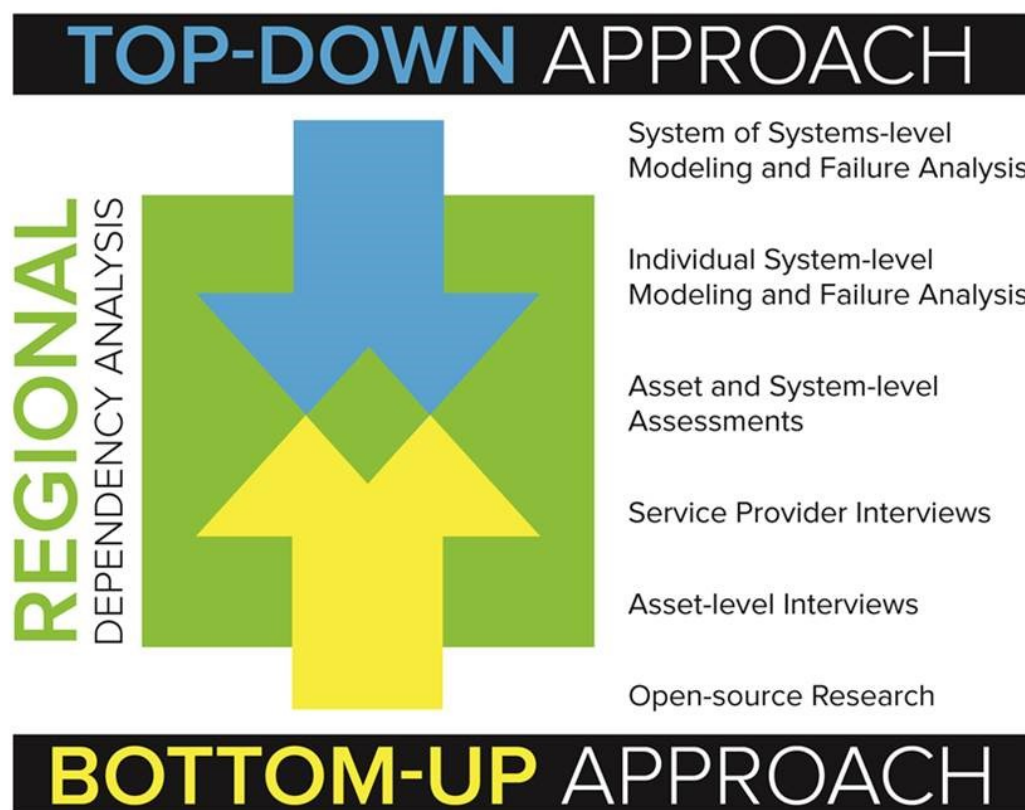 TOP-DOWN APPROACH
REGIONAL
DEPENDENCY ANALYSIS
System of Systems-level
Modeling and Failure Analysis
Individual System-level
Modeling and Failure Analysis
Asset and System-level
Assessments
Service Provider Interviews
Asset-level Interviews
Open-source Research
BOTTOM-UP APPROACH